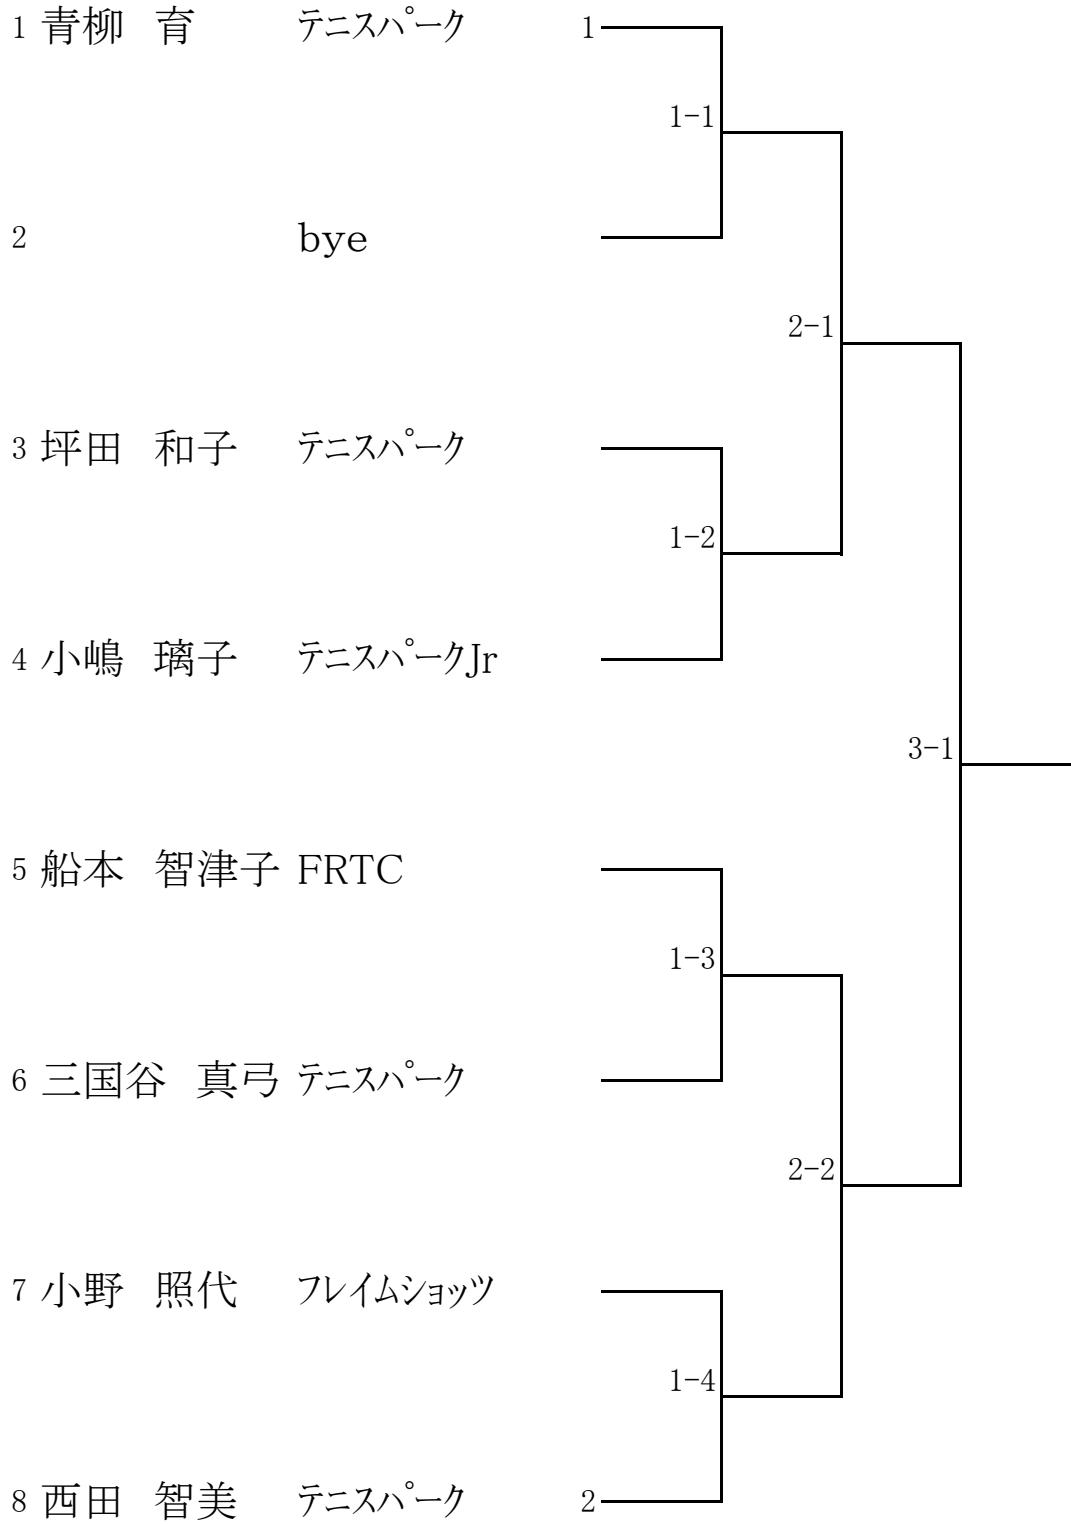 1 青柳　育 テニスパーク 1
1-1
2 bye
2-1
3 坪田　和子 テニスパーク
1-2
4 小嶋　璃子 テニスパークJr
3-1
5 船本　智津子 FRTC
1-3
6 三国谷　真弓 テニスパーク
2-2
7 小野　照代 フレイムショッツ
1-4
8 西田　智美 テニスパーク 2